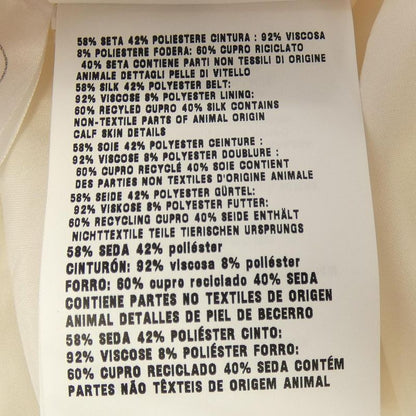 58% SETA 42% POLIESTERE CINTURA : 92% VISCOSA
8% POLIESTERE FODERA: 60% CUPRO RICICLATO
40% SETA CONTIENE PARTI NON TESSILI DI ORIGINE
ANIMALE DETTAGLI PELLE DI VITELLO
58% SILK 42% POLYESTER BELT:
92% VISCOSE 8% POLYESTER LINING:
60% RECYLED CUPRO 40% SILK CONTAINS
NON-TEXTILE PARTS OF ANIMAL ORIGIN
CALF SKIN DETAILS
58% SOIE 42% POLYESTER CEINTURE :
92% VISCOSE 8% POLYESTER DOUBLURE :
60% CUPRO RECYCLÉ 40% SOIE CONTIENT
DES PARTIES NON TEXTILES D'ORIGINE ANIMALE
58% SEIDE 42% POLYESTER GÜRTEL:
92% VISKOSE 8% POLYESTER FUTTER:
60% RECYCLING CUPRO 40% SEIDE ENTHÄLT
NICHTTEXTILE TEILE TIERISCHEN URSPRUNGS
58% SEDA 42% poliéster
CINTURÓN: 92% viscosa 8% poliéster
FORRO: 60% cupro reciclado 40% SEDA
CONTIENE PARTES NO TEXTILES DE ORIGEN
ANIMAL DETALLES DE PIEL DE BECERRO
58% SEDA 42% POLIÉSTER CINTO:
92% VISCOSE 8% POLIÉSTER FORRO:
60% CUPRO RECICLADO 40% SEDA CONTÉM
PARTES NÃO TÊXTEIS DE ORIGEM ANIMAL